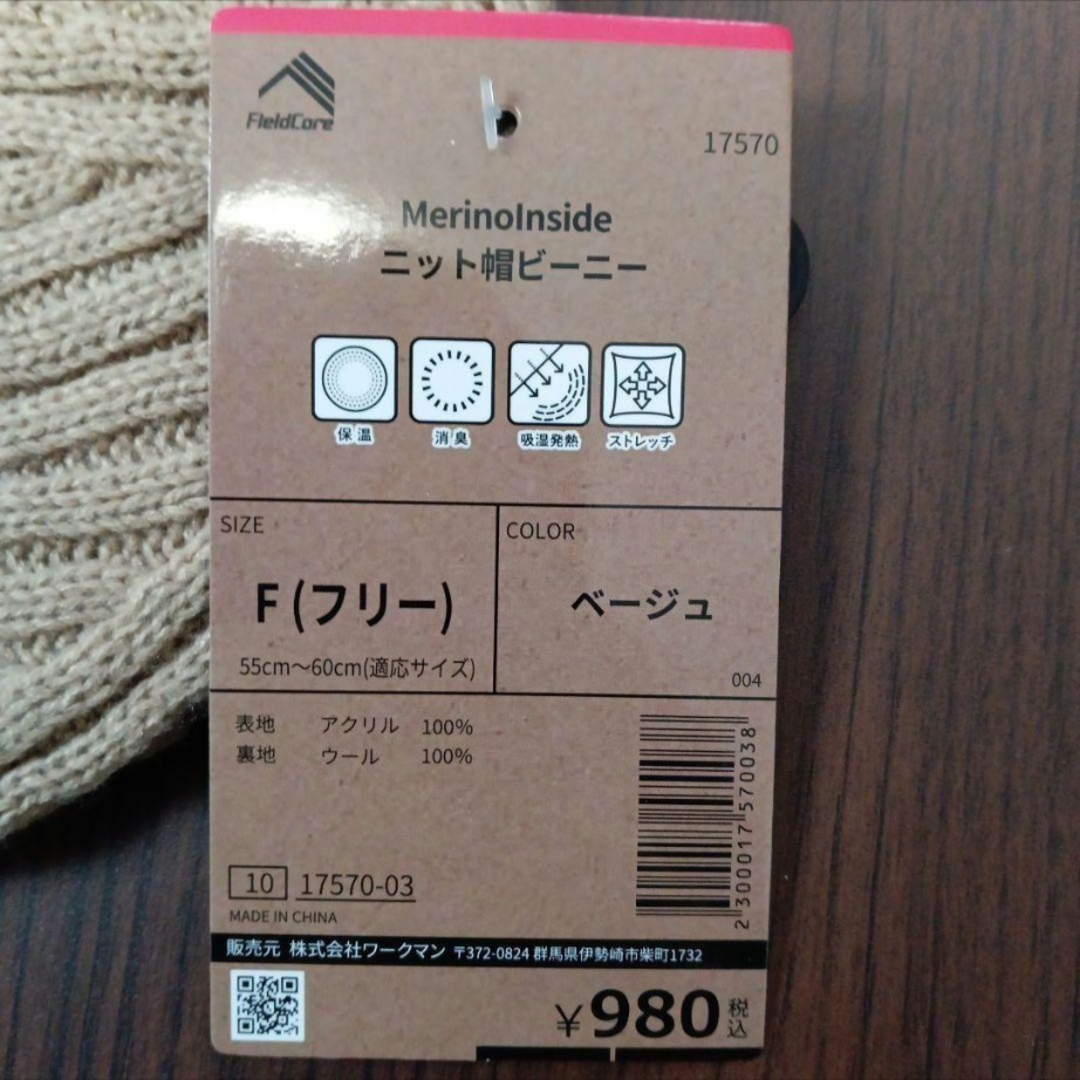 FieldCore
17570
MerinoInside
ニット帽ビーニー
保温 消臭 吸湿発熱 ストレッチ
SIZE
F(フリー)
55cm～60cm(適応サイズ)
COLOR
ベージュ
004
表地 アクリル 100%
裏地 ウール 100%
2300017570038
10 17570-03
MADE IN CHINA
販売元 株式会社ワークマン 〒372-0824 群馬県伊勢崎市柴町1732
¥980税込